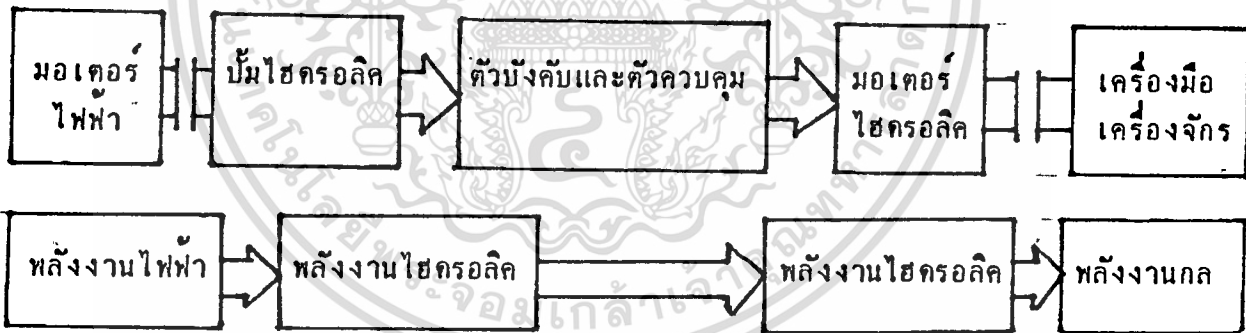 มอเตอร์
ไฟฟ้า
ปั้มไฮดรอลิค
ตัวบังคับและตัวควบคุม
มอเตอร์
ไฮดรอลิค
เครื่องมือ
เครื่องจักร
พลังงานไฟฟ้า
พลังงานไฮดรอลิค
พลังงานไฮดรอลิค
พลังงานกล